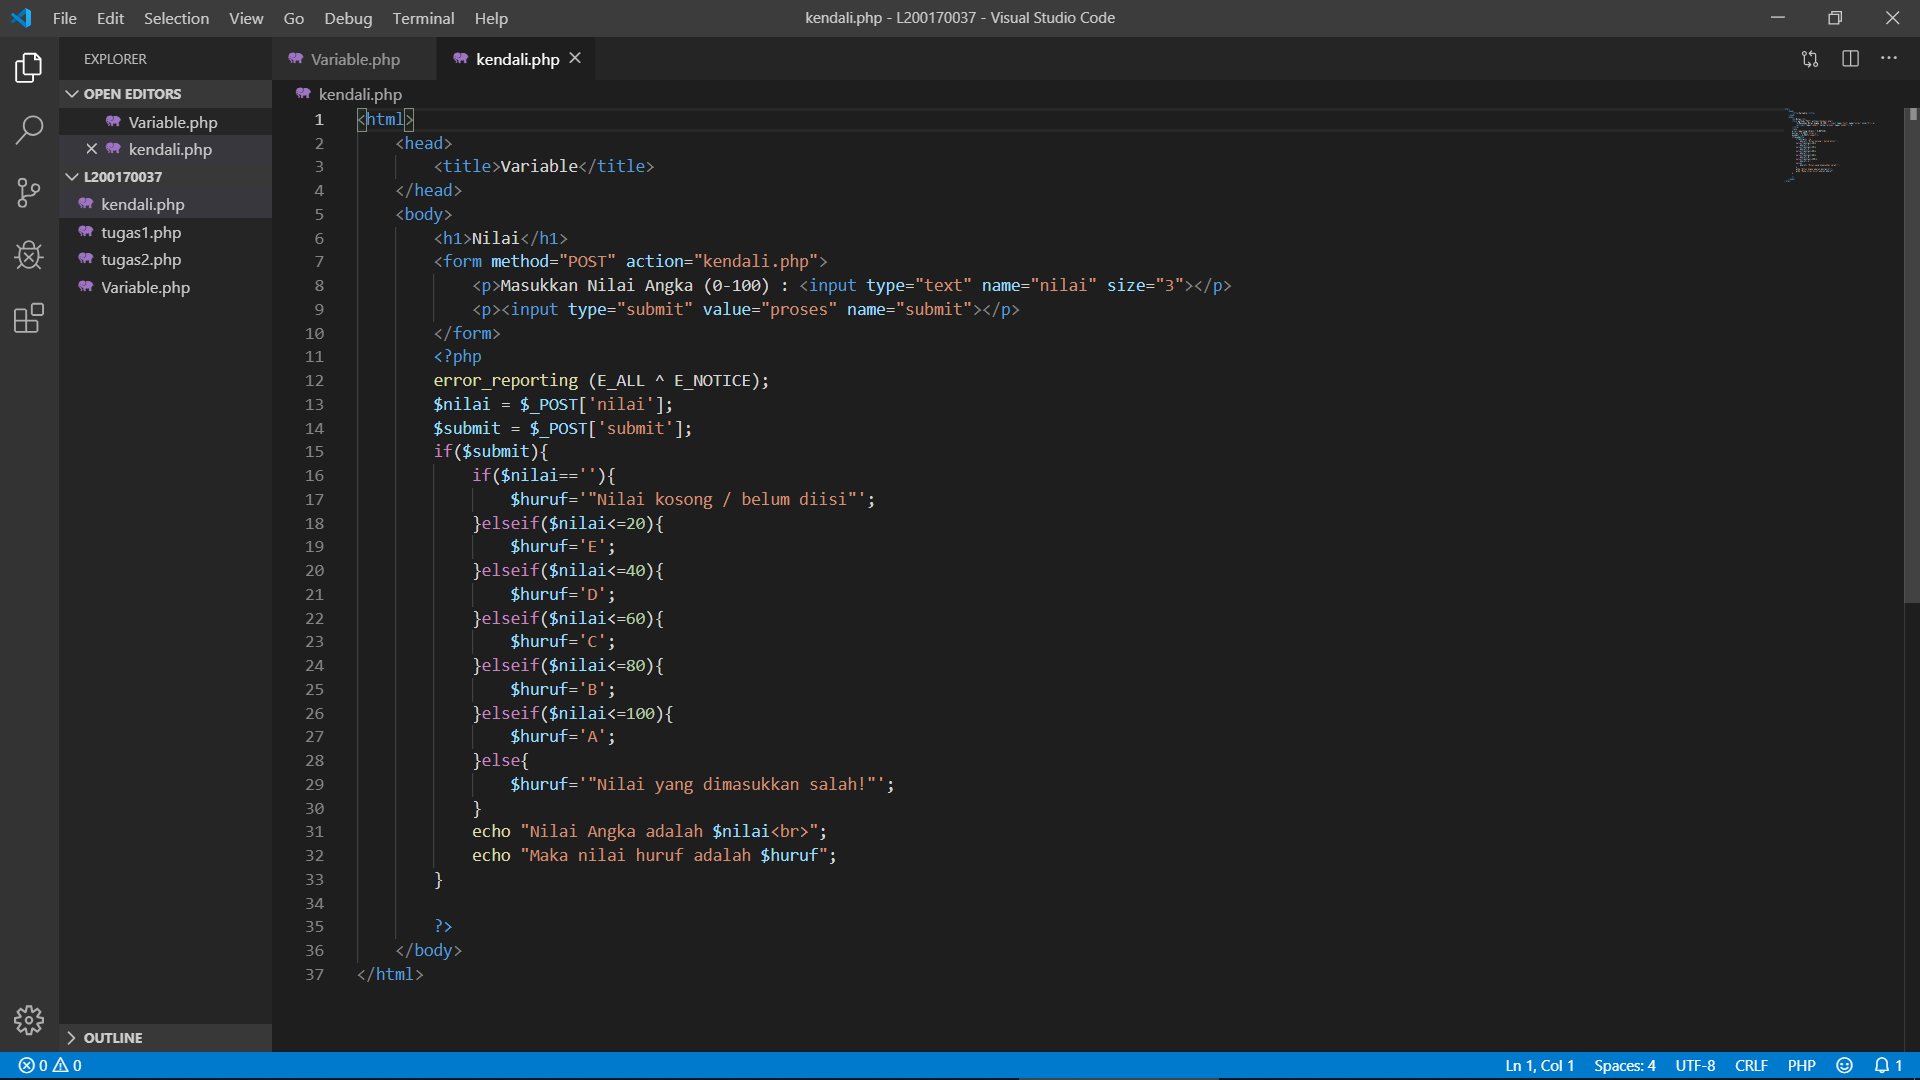 File Edit Selection View Go Debug Terminal Help
kendali.php - L200170037 - Visual Studio Code
EXPLORER
OPEN EDITORS
Variable.php
kendali.php
L200170037
kendali.php
tugas1.php
tugas2.php
Variable.php
OUTLINE
Variable.php kendali.php
kendali.php
1 <html>
2 <head>
3 <title>Variable</title>
4 </head>
5 <body>
6 <h1>Nilai</h1>
7 <form method="POST" action="kendali.php">
8 <p>Masukkan Nilai Angka (0-100) : <input type="text" name="nilai" size="3"></p>
9 <p><input type="submit" value="proses" name="submit"></p>
10 </form>
11 <?php
12 error_reporting (E_ALL ^ E_NOTICE);
13 $nilai = $_POST['nilai'];
14 $submit = $_POST['submit'];
15 if($submit){
16 if($nilai==''){
17 $huruf='"Nilai kosong / belum diisi"';
18 }elseif($nilai<=20){
19 $huruf='E';
20 }elseif($nilai<=40){
21 $huruf='D';
22 }elseif($nilai<=60){
23 $huruf='C';
24 }elseif($nilai<=80){
25 $huruf='B';
26 }elseif($nilai<=100){
27 $huruf='A';
28 }else{
29 $huruf='"Nilai yang dimasukkan salah!"';
30 }
31 echo "Nilai Angka adalah $nilai<br>";
32 echo "Maka nilai huruf adalah $huruf";
33 }
34
35 ?>
36 </body>
37 </html>
0 0
Ln 1, Col 1 Spaces: 4 UTF-8 CRLF PHP 1